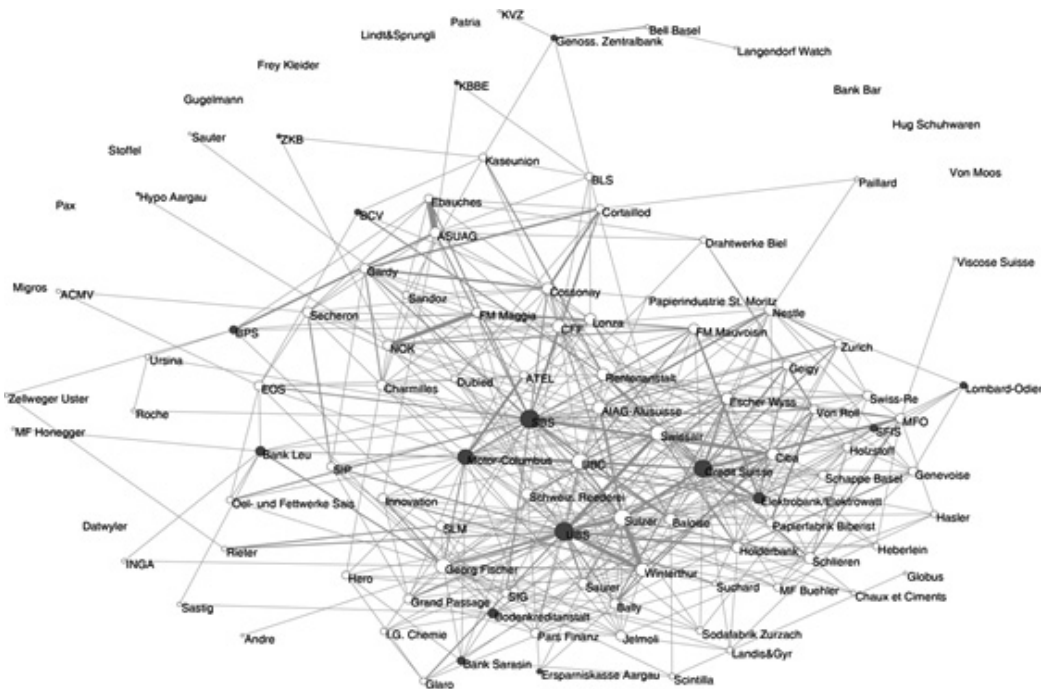 Patria
KVZ
Lindt&Sprungli
Genoss. Zentralbank
Bell Basel
Langendorf Watch
Frey Kleider
KBBE
Bank Bar
Gugelmann
Hug Schuhwaren
Sauter
ZKB
Stoffel
Kaseunion
Von Moos
BLS
Paillard
Hypo Aargau
Pax
Ebauches
BCV
Cortaillod
ASUAG
Drahtwerke Biel
Viscose Suisse
Gardy
Migros
ACMV
Sandoz
Cossonay
Papierindustrie St. Moritz
Nestle
Secheron
FM Maggia
Lonza
BPS
CFF
FM Mauvoisin
NOK
Zurich
Ursina
Geigy
EOS
Charmilles
Dubied
ATEL
Rentenanstalt
Lombard-Odier
Zellweger Uster
Escher Wyss
Swiss-Re
Roche
AIAG-Alusuisse
Von Roll
MFO
SBS
MF Honegger
Swissair
SFIS
Bank Leu
Motor-Columbus
Holzstoff
SIP
UBC
Credit Suisse
Ciba
Schappe Basel
Genevoise
Oel- und Fettwerke Sais
Innovation
Schweiz. Reederei
Elektrobank/Elektrowatt
Datwyler
SLM
Sulzer
Baloise
Papierfabrik Biberist
Hasler
UBS
Rieter
Holderbank
Heberlein
INGA
Georg Fischer
Schlieren
Hero
Winterthur
Globus
Saurer
Suchard
MF Buehler
Chaux et Ciments
Sastig
Grand Passage
SIG
Bally
Bodenkreditanstalt
Andre
I.G. Chemie
Pars Finanz
Jelmoli
Sodafabrik Zurzach
Landis&Gyr
Bank Sarasin
Glaro
Ersparniskasse Aargau
Scintilla